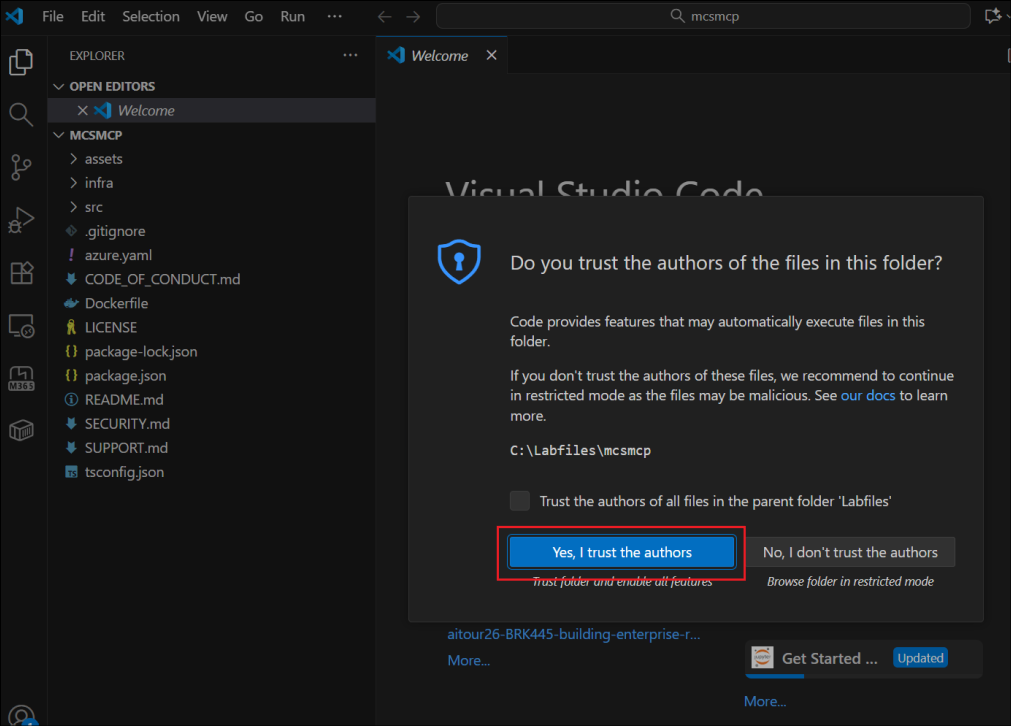 File Edit Selection View Go Run ··· mcsmcp
EXPLORER ···
OPEN EDITORS
Welcome
MCSMCP
assets
infra
src
.gitignore
azure.yaml
CODE_OF_CONDUCT.md
Dockerfile
LICENSE
package-lock.json
package.json
README.md
SECURITY.md
SUPPORT.md
tsconfig.json
M365
Welcome
Visual Studio Code
Do you trust the authors of the files in this folder?
Code provides features that may automatically execute files in this
folder.
If you don't trust the authors of these files, we recommend to continue
in restricted mode as the files may be malicious. See our docs to learn
more.
C:\Labfiles\mcsmcp
Trust the authors of all files in the parent folder 'Labfiles'
Yes, I trust the authors No, I don't trust the authors
Trust folder and enable all features Browse folder in restricted mode
aitour26-BRK445-building-enterprise-r...
More...
Get Started ... Updated
More...